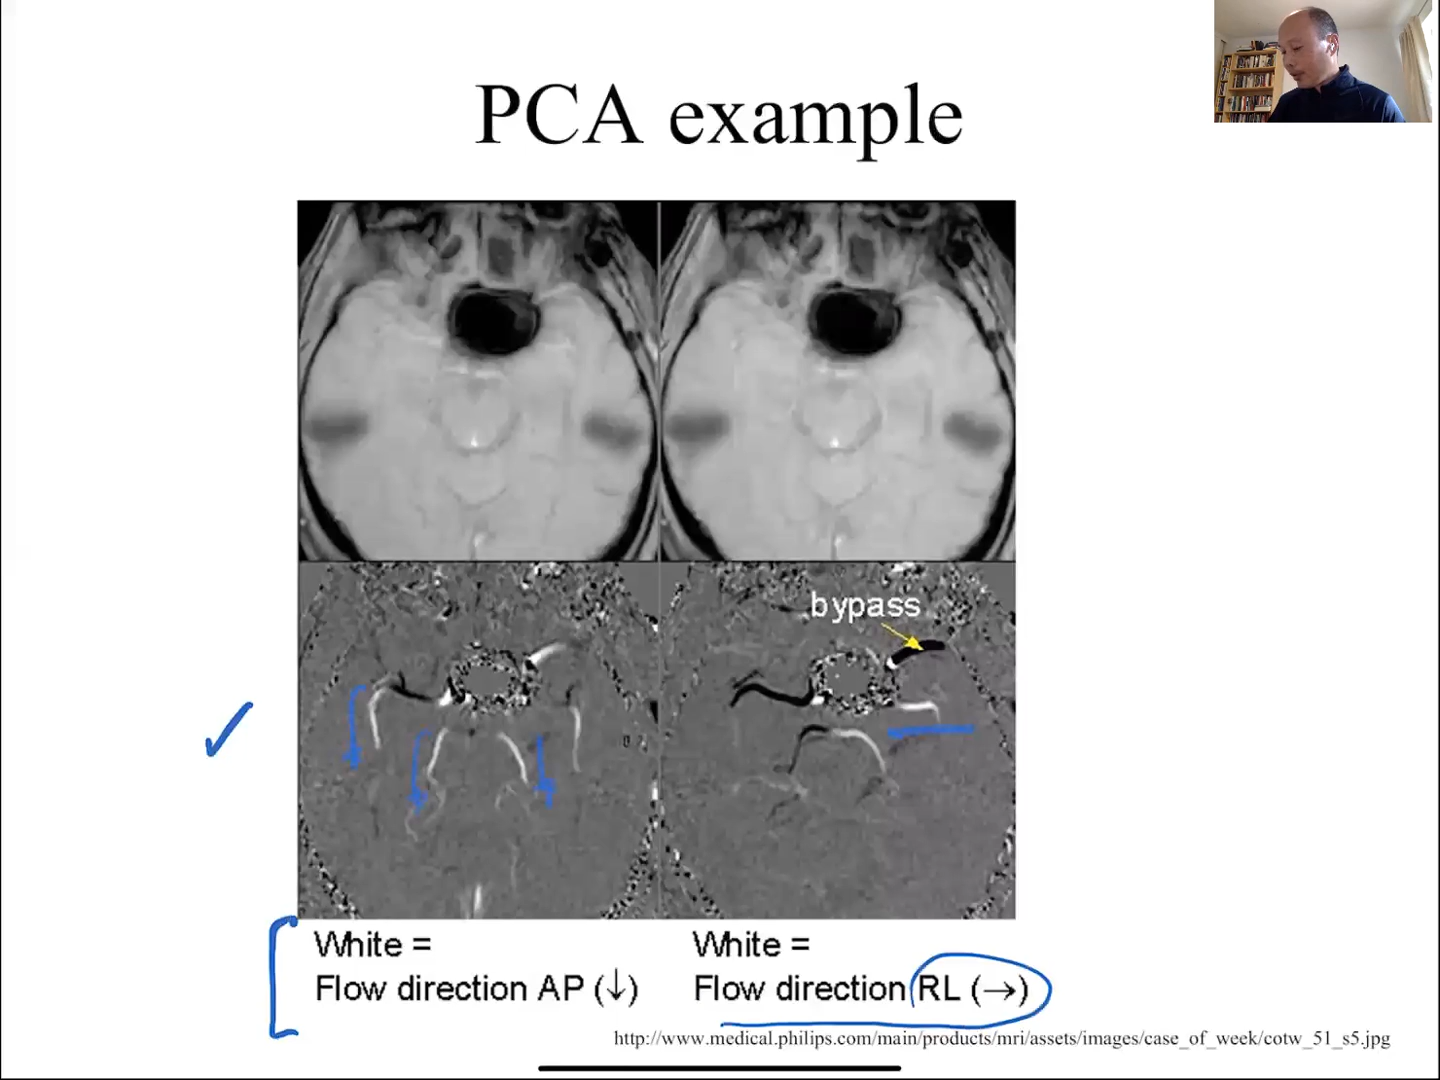 PCA example
bypass
White =
Flow direction AP (↓)
White =
Flow direction RL (→)
http://www.medical.philips.com/main/products/mri/assets/images/case_of_week/cotw_51_s5.jpg